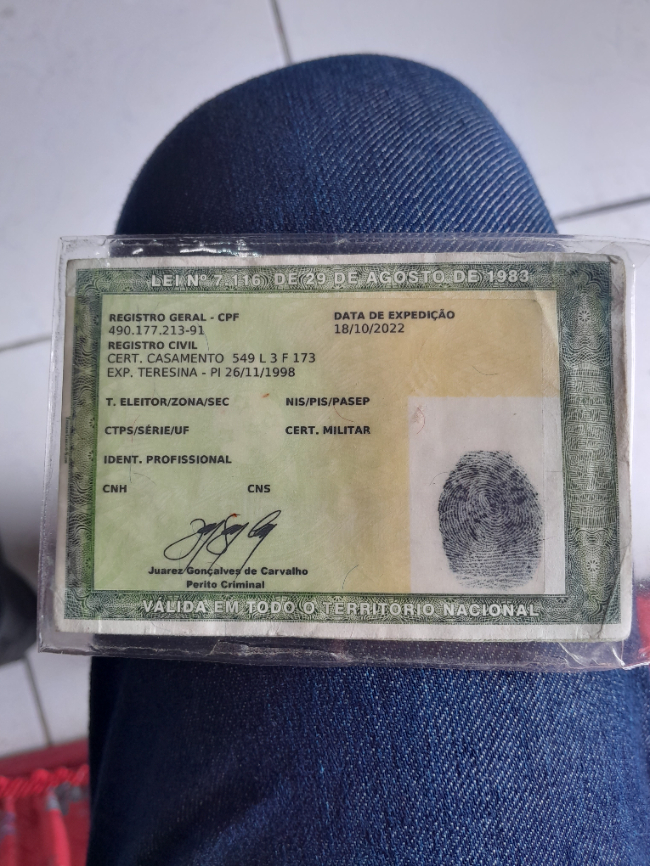 LEI Nº 7.116, DE 29 DE AGOSTO DE 1983
REGISTRO GERAL - CPF
490.177.213-91
DATA DE EXPEDIÇÃO
18/10/2022
REGISTRO CIVIL
CERT. CASAMENTO 549 L 3 F 173
EXP. TERESINA - PI 26/11/1998
T. ELEITOR/ZONA/SEC
NIS/PIS/PASEP
CTPS/SÉRIE/UF
CERT. MILITAR
IDENT. PROFISSIONAL
CNH
CNS
Juarez Gonçalves de Carvalho
Perito Criminal
VÁLIDA EM TODO O TERRITÓRIO NACIONAL